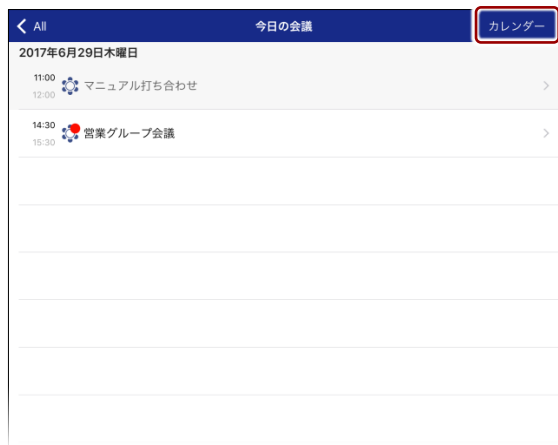 All 今日の会議 カレンダー
2017年6月29日木曜日
11:00 マニュアル打ち合わせ
12:00
14:30 営業グループ会議
15:30